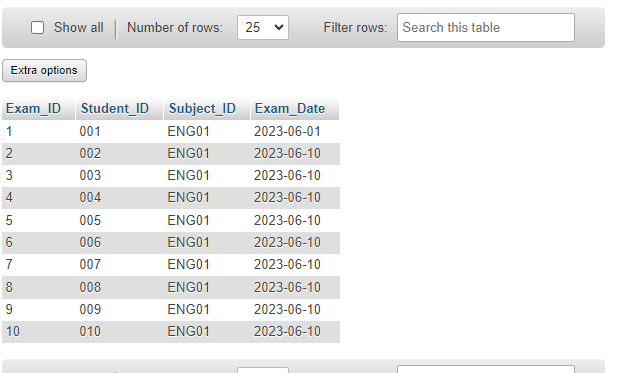 Show all Number of rows: 25 Filter rows: Search this table
Extra options
Exam_ID Student_ID Subject_ID Exam_Date
1 001 ENG01 2023-06-01
2 002 ENG01 2023-06-10
3 003 ENG01 2023-06-10
4 004 ENG01 2023-06-10
5 005 ENG01 2023-06-10
6 006 ENG01 2023-06-10
7 007 ENG01 2023-06-10
8 008 ENG01 2023-06-10
9 009 ENG01 2023-06-10
10 010 ENG01 2023-06-10